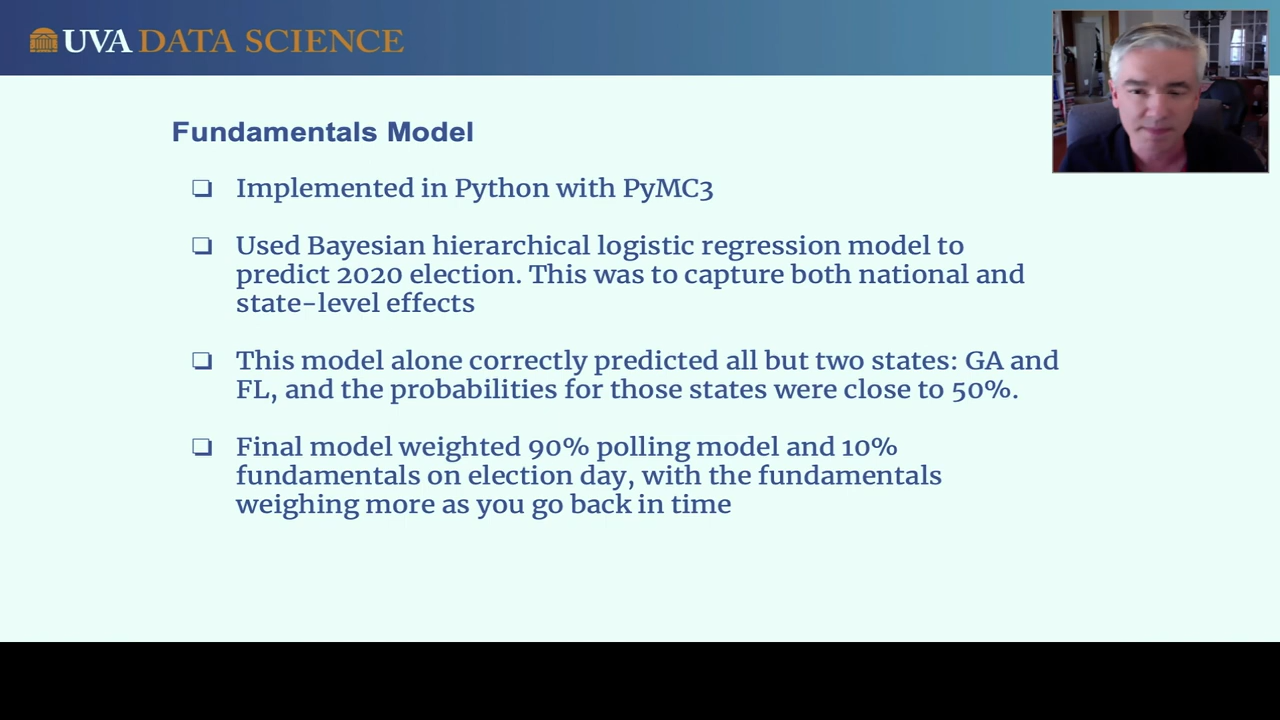 UVA DATA SCIENCE
Fundamentals Model
❏ Implemented in Python with PyMC3
❏ Used Bayesian hierarchical logistic regression model to
predict 2020 election. This was to capture both national and
state-level effects
❏ This model alone correctly predicted all but two states: GA and
FL, and the probabilities for those states were close to 50%.
❏ Final model weighted 90% polling model and 10%
fundamentals on election day, with the fundamentals
weighing more as you go back in time